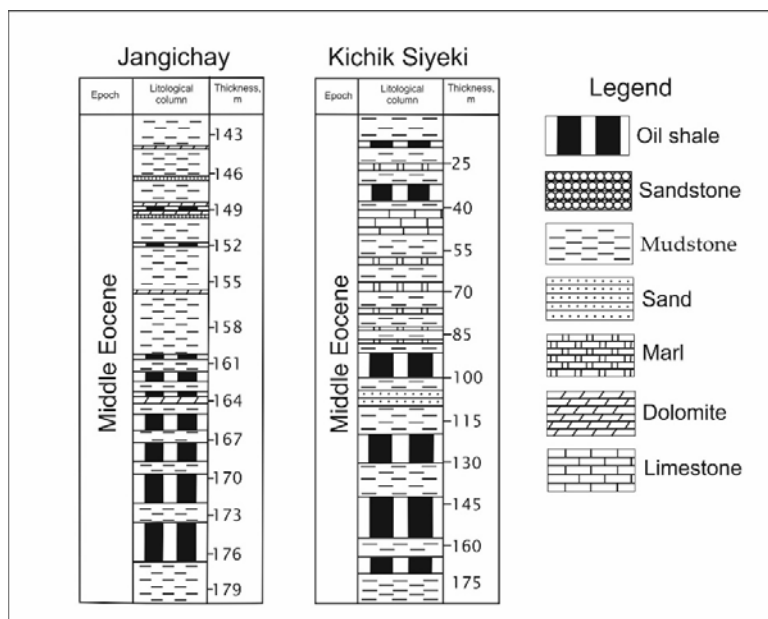 Jangichay
Epoch
Litological
column
Thickness,
m
Middle Eocene
143
146
149
152
155
158
161
164
167
170
173
176
179
Kichik Siyeki
Epoch
Litological
column
Thickness,
m
Middle Eocene
25
40
55
70
85
100
115
130
145
160
175
Legend
Oil shale
Sandstone
Mudstone
Sand
Marl
Dolomite
Limestone